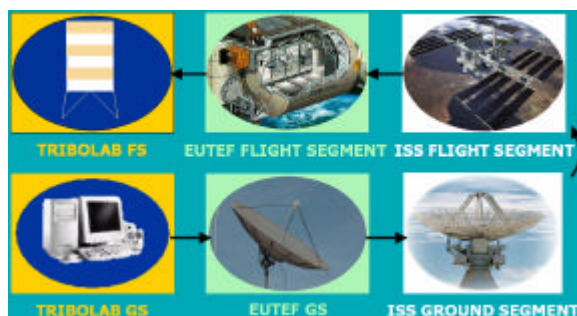 TRIBOLAB FS
EUTEF FLIGHT SEGMENT
ISS FLIGHT SEGMENT
TRIBOLAB GS
EUTEF GS
ISS GROUND SEGMENT